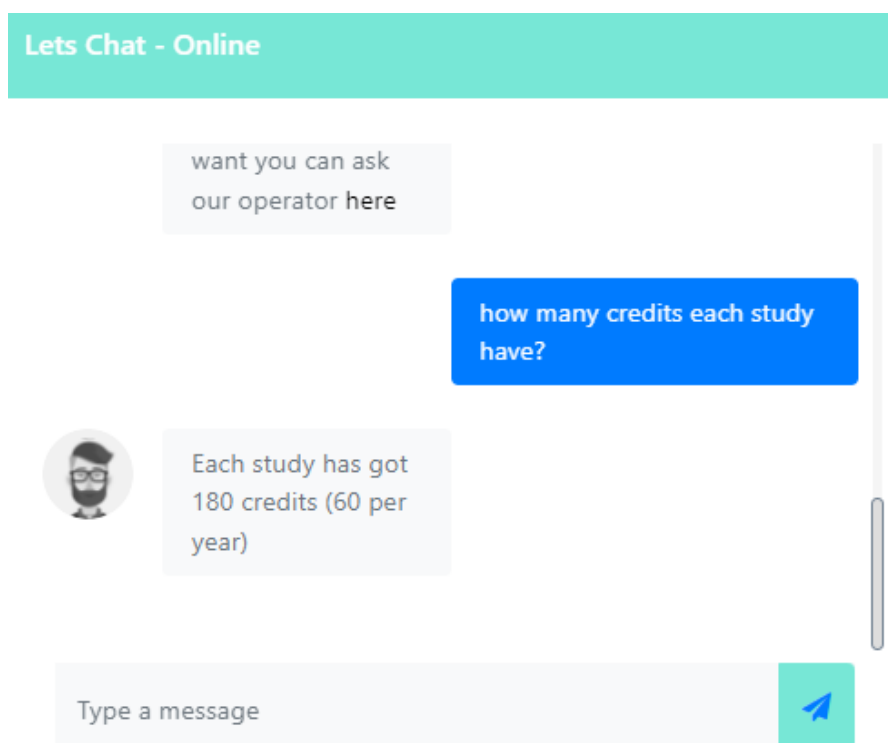 Lets Chat - Online
want you can ask
our operator here
how many credits each study
have?
Each study has got
180 credits (60 per
year)
Type a message